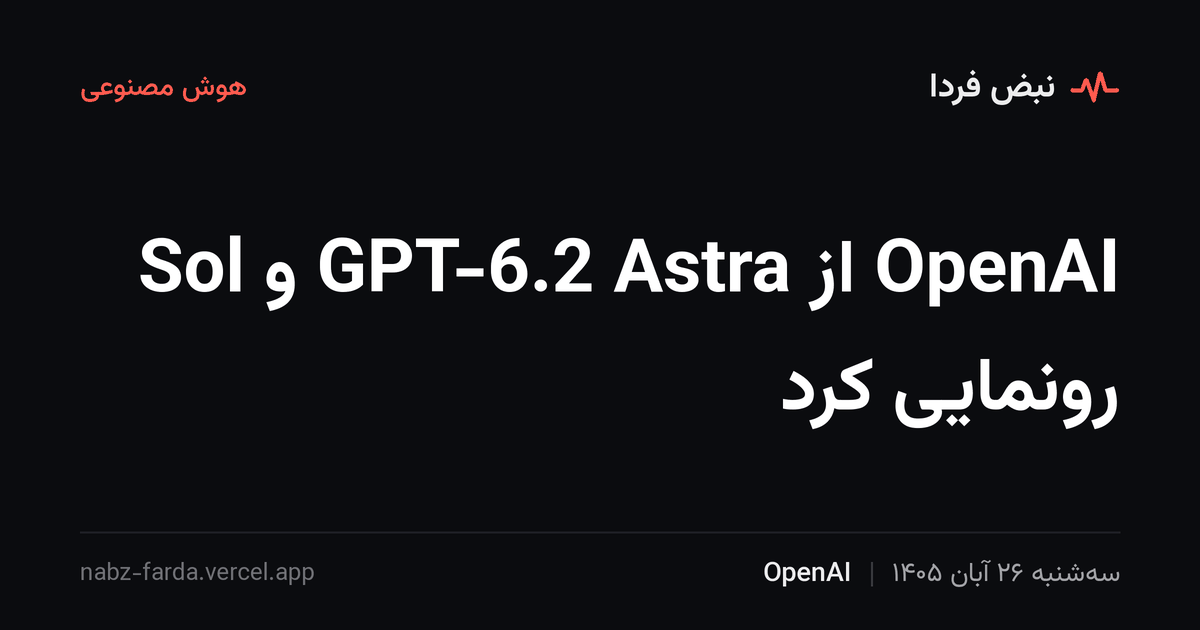 نبض فردا
هوش مصنوعی
OpenAI از GPT-6.2 Astra و Sol
رونمایی کرد
سه‌شنبه ۲۶ آبان ۱۴۰۵ | OpenAI
nabz-farda.vercel.app